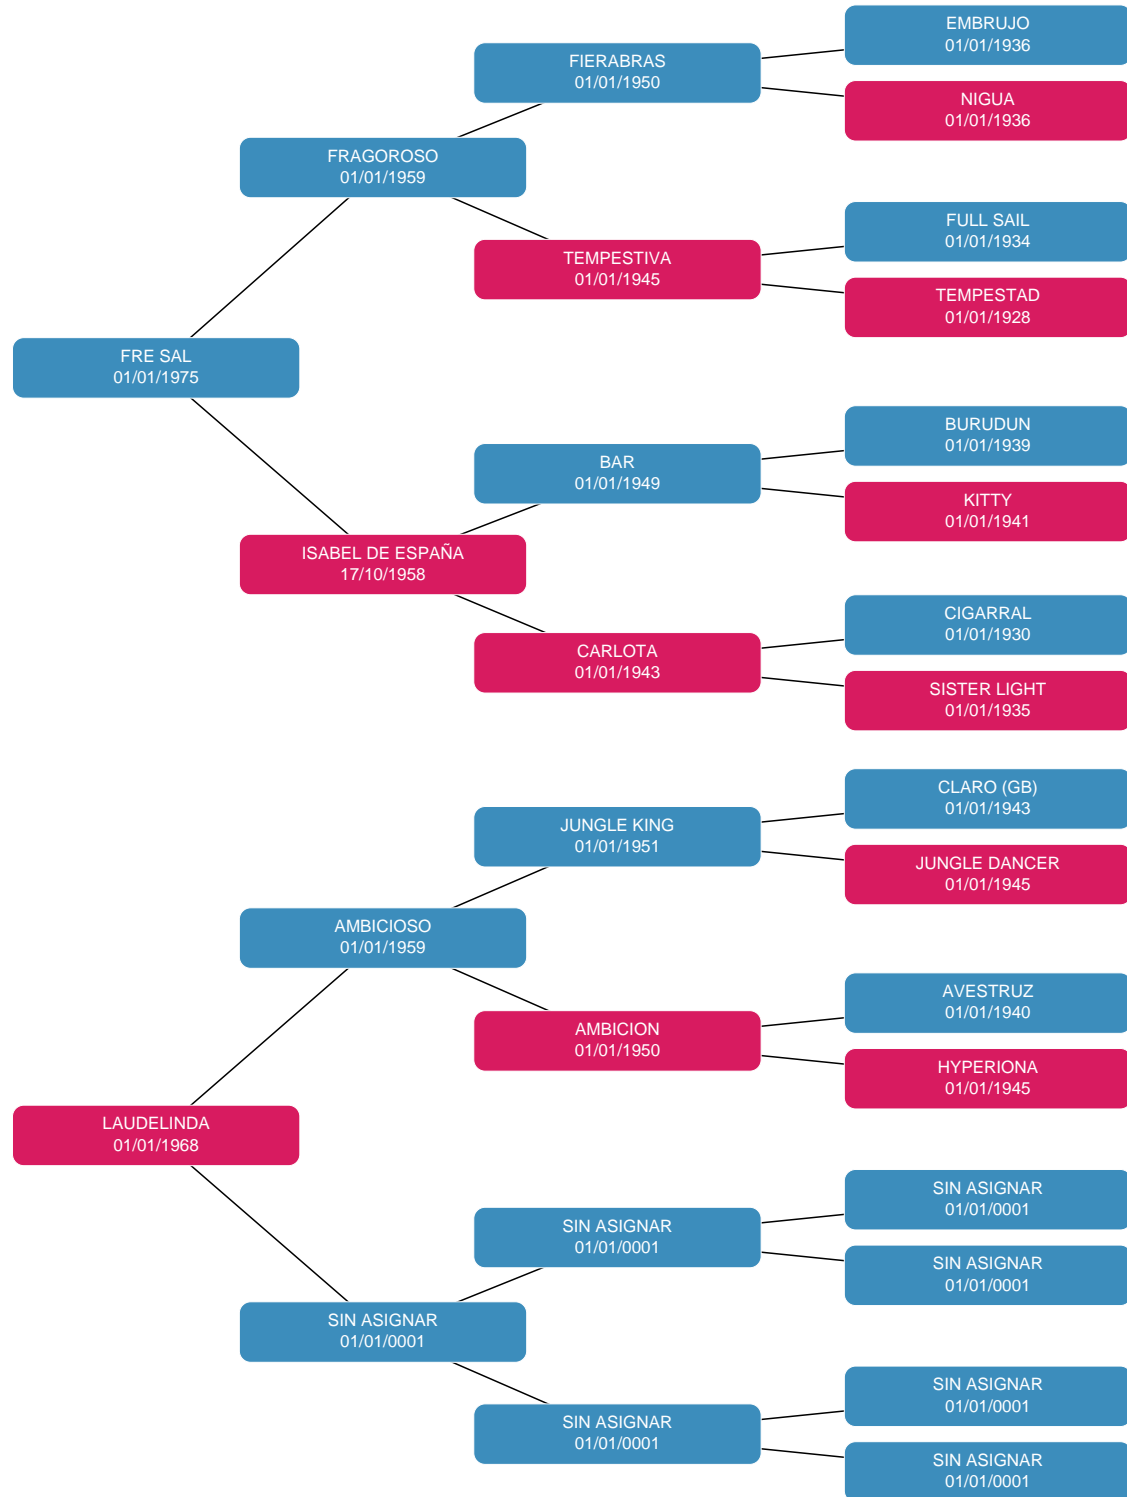 EMBRUJO
01/01/1936
FIERABRAS
01/01/1950
NIGUA
01/01/1936
FRAGOROSO
01/01/1959
FULL SAIL
01/01/1934
TEMPESTIVA
01/01/1945
TEMPESTAD
01/01/1928
FRE SAL
01/01/1975
BURUDUN
01/01/1939
BAR
01/01/1949
KITTY
01/01/1941
ISABEL DE ESPAÑA
17/10/1958
CIGARRAL
01/01/1930
CARLOTA
01/01/1943
SISTER LIGHT
01/01/1935
CLARO (GB)
01/01/1943
JUNGLE KING
01/01/1951
JUNGLE DANCER
01/01/1945
AMBICIOSO
01/01/1959
AVESTRUZ
01/01/1940
AMBICION
01/01/1950
HYPERIONA
01/01/1945
LAUDELINDA
01/01/1968
SIN ASIGNAR
01/01/0001
SIN ASIGNAR
01/01/0001
SIN ASIGNAR
01/01/0001
SIN ASIGNAR
01/01/0001
SIN ASIGNAR
01/01/0001
SIN ASIGNAR
01/01/0001
SIN ASIGNAR
01/01/0001